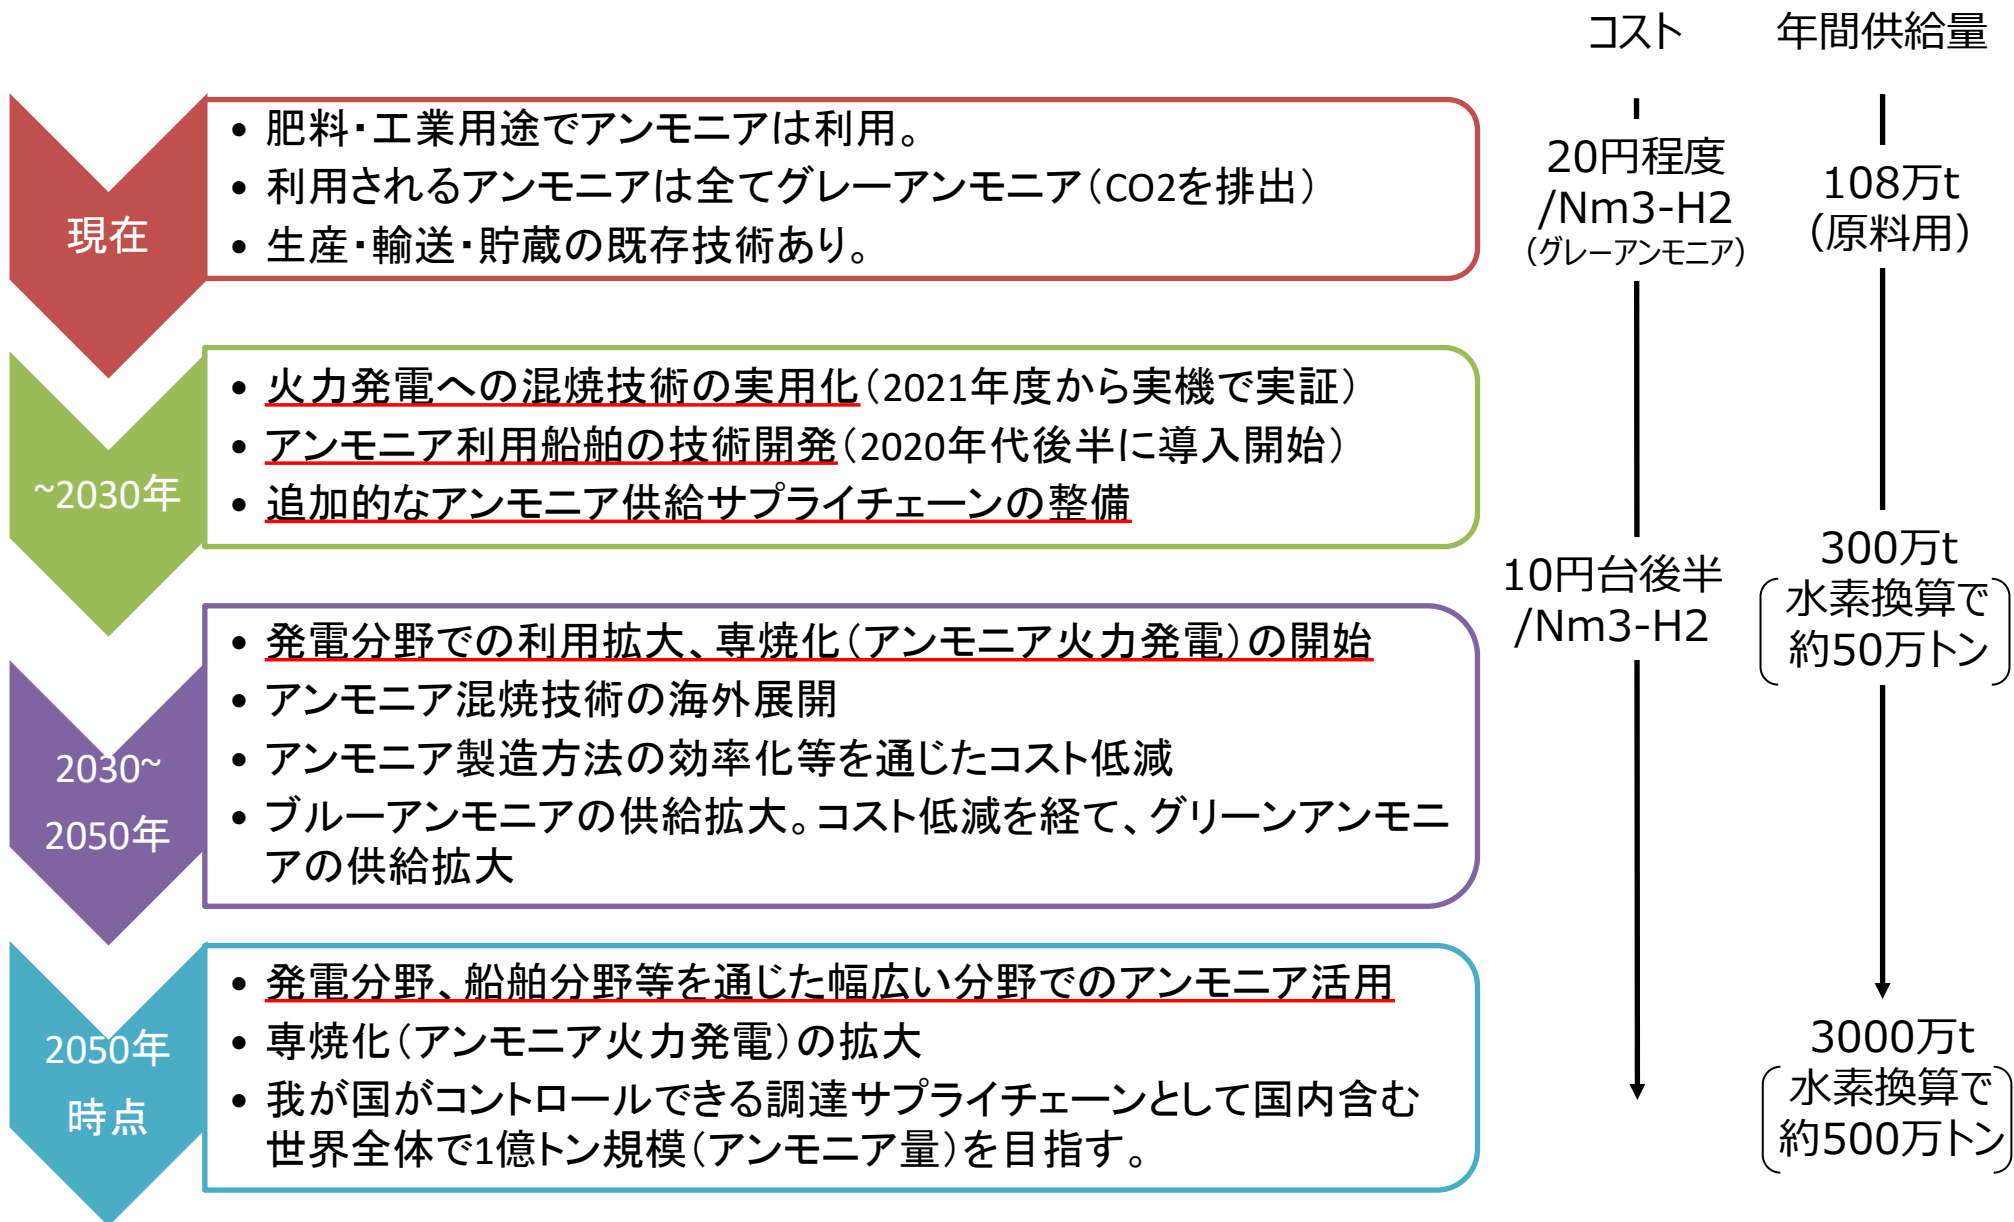 コスト
年間供給量
現在
• 肥料・工業用途でアンモニアは利用。
• 利用されるアンモニアは全てグレーアンモニア（CO2を排出）
• 生産・輸送・貯蔵の既存技術あり。
20円程度
/Nm3-H2
（グレーアンモニア）
108万t
（原料用）
~2030年
• 火力発電への混焼技術の実用化（2021年度から実機で実証）
• アンモニア利用船舶の技術開発（2020年代後半に導入開始）
• 追加的なアンモニア供給サプライチェーンの整備
10円台後半
/Nm3-H2
300万t
水素換算で
約50万トン
2030~
2050年
• 発電分野での利用拡大、専焼化（アンモニア火力発電）の開始
• アンモニア混焼技術の海外展開
• アンモニア製造方法の効率化等を通じたコスト低減
• ブルーアンモニアの供給拡大。コスト低減を経て、グリーンアンモニ
アの供給拡大
2050年
時点
• 発電分野、船舶分野等を通じた幅広い分野でのアンモニア活用
• 専焼化（アンモニア火力発電）の拡大
• 我が国がコントロールできる調達サプライチェーンとして国内含む
世界全体で1億トン規模（アンモニア量）を目指す。
3000万t
水素換算で
約500万トン